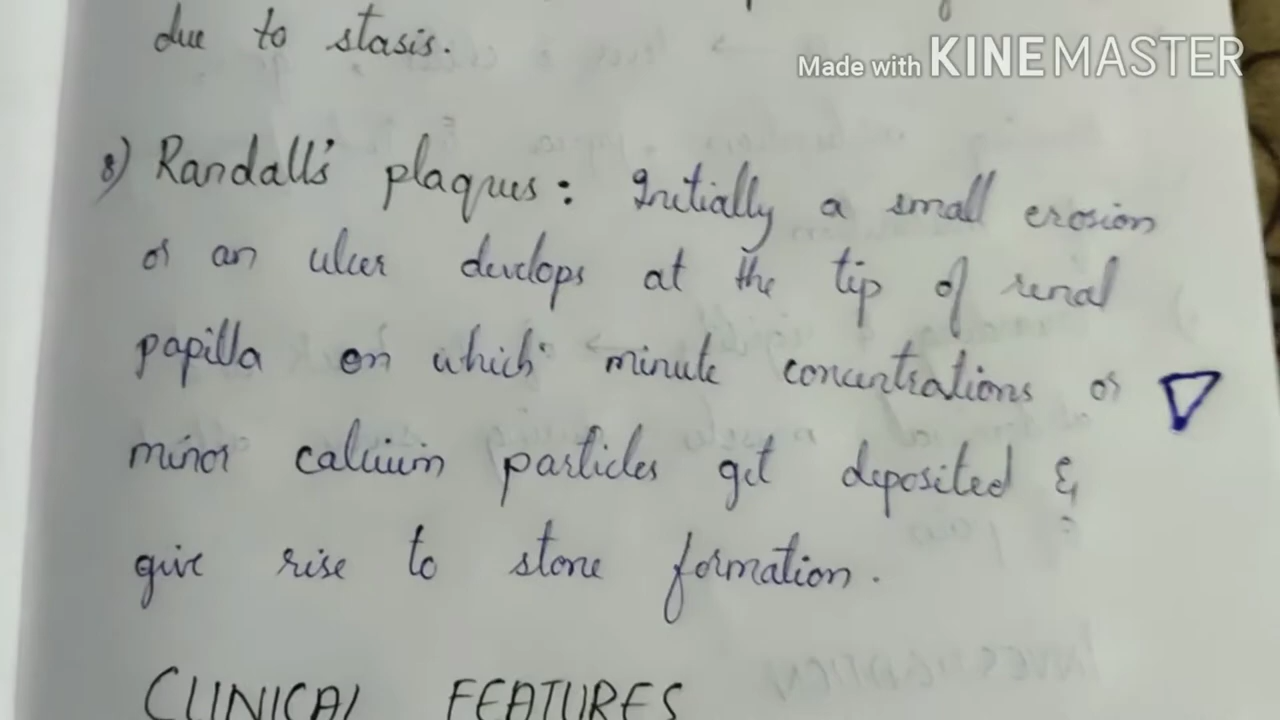 due to stasis.
Made with KINEMASTER
8) Randall's plaques: Initially a small erosion
or an ulcer develops at the tip of renal
papilla on which minute concentrations or
minor calcium particles get deposited &
give rise to stone formation.
CLINICAL FEATURES